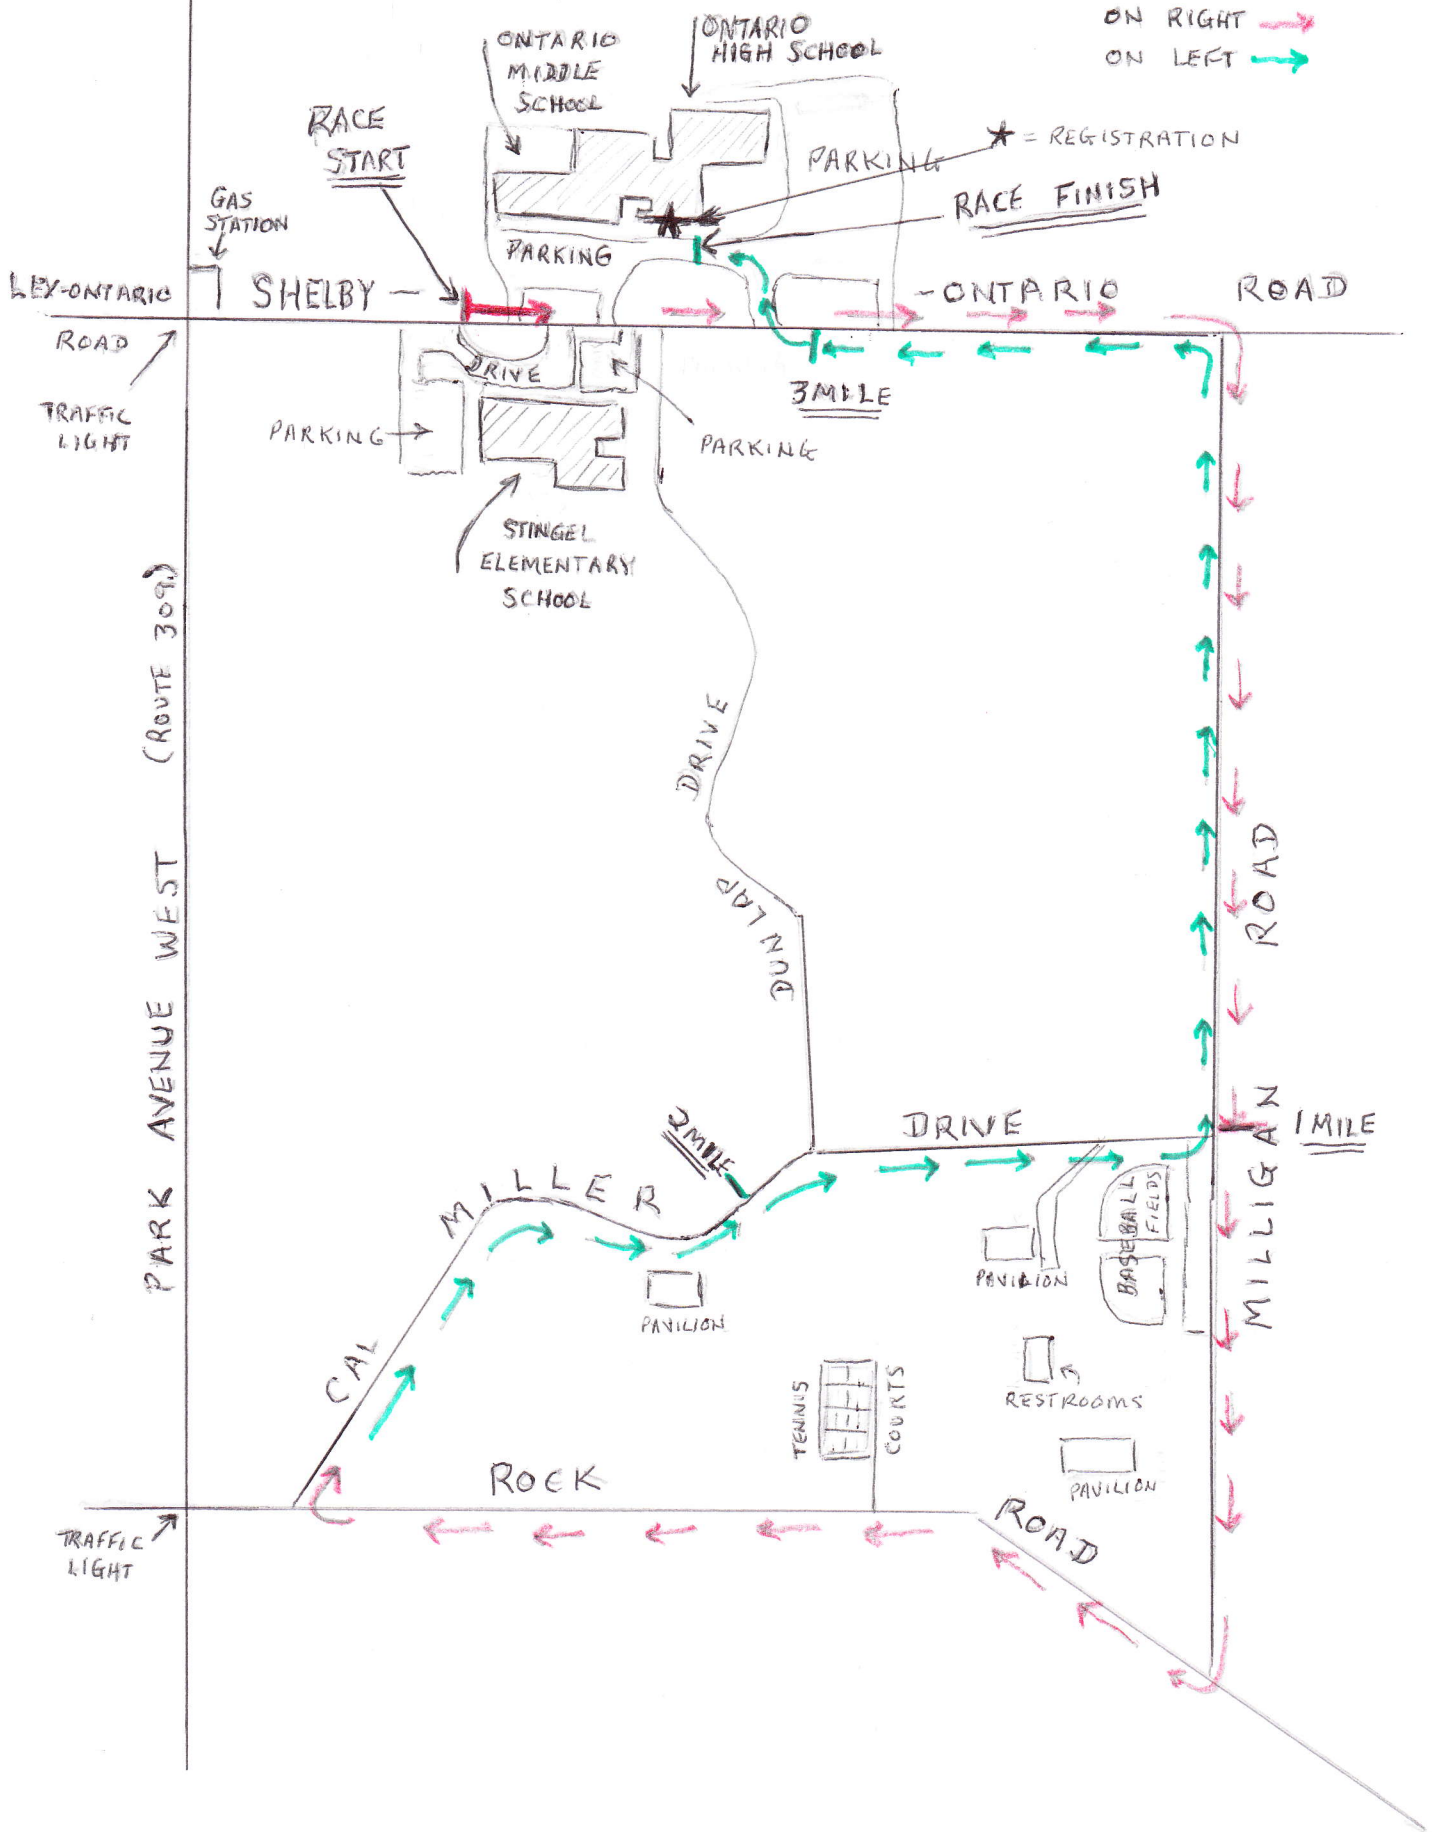 ON RIGHT
ON LEFT
ONTARIO
MIDDLE
SCHOOL
ONTARIO
HIGH SCHOOL
RACE
START
★ = REGISTRATION
PARKING
RACE FINISH
GAS
STATION
PARKING
LEX-ONTARIO
ROAD
SHELBY - - ONTARIO ROAD
TRAFFIC
LIGHT
DRIVE
3 MILE
PARKING
PARKING
STINGEL
ELEMENTARY
SCHOOL
PARK AVENUE WEST (ROUTE 309)
DUNLAP DRIVE
MILLIGAN ROAD
1 MILE
2 MILE
CAL MILLER DRIVE
BASEBALL
FIELDS
PAVILION
PAVILION
RESTROOMS
TENNIS
COURTS
PAVILION
ROCK ROAD
TRAFFIC
LIGHT